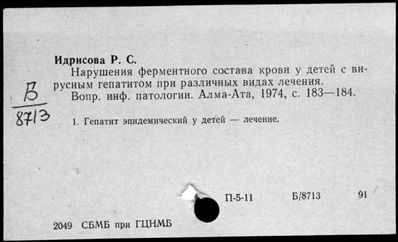 Идрисова Р. С.
Нарушения ферментного состава крови у детей с ви-
русным гепатитом при различных видах лечения.
Вопр. инф. патологии. Алма-Ата, 1974, с. 183—184.
Б
8713
1. Гепатит эпидемический у детей — лечение.
П-5-11 Б/8713 91
2049 СБМБ при ГЦНМБ